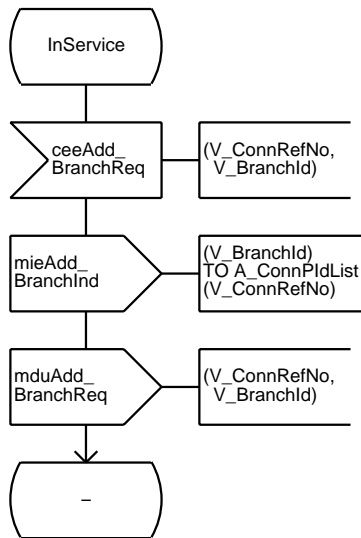 InService
ceeAdd_
BranchReq
(V_ConnRefNo,
V_BranchId)
mieAdd_
BranchInd
(V_BranchId)
TO A_ConnPIdList
(V_ConnRefNo)
mduAdd_
BranchReq
(V_ConnRefNo,
V_BranchId)
–